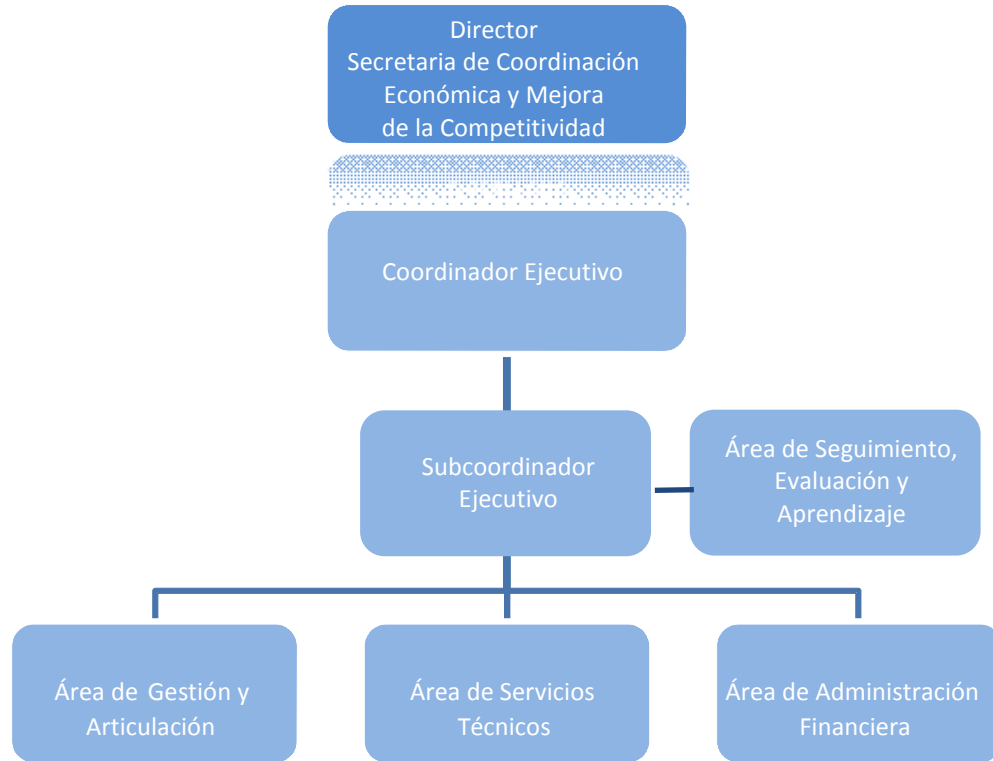 Director
Secretaria de Coordinación
Económica y Mejora
de la Competitividad
Coordinador Ejecutivo
Subcoordinador
Ejecutivo
Área de Seguimiento,
Evaluación y
Aprendizaje
Área de Gestión y
Articulación
Área de Servicios
Técnicos
Área de Administración
Financiera